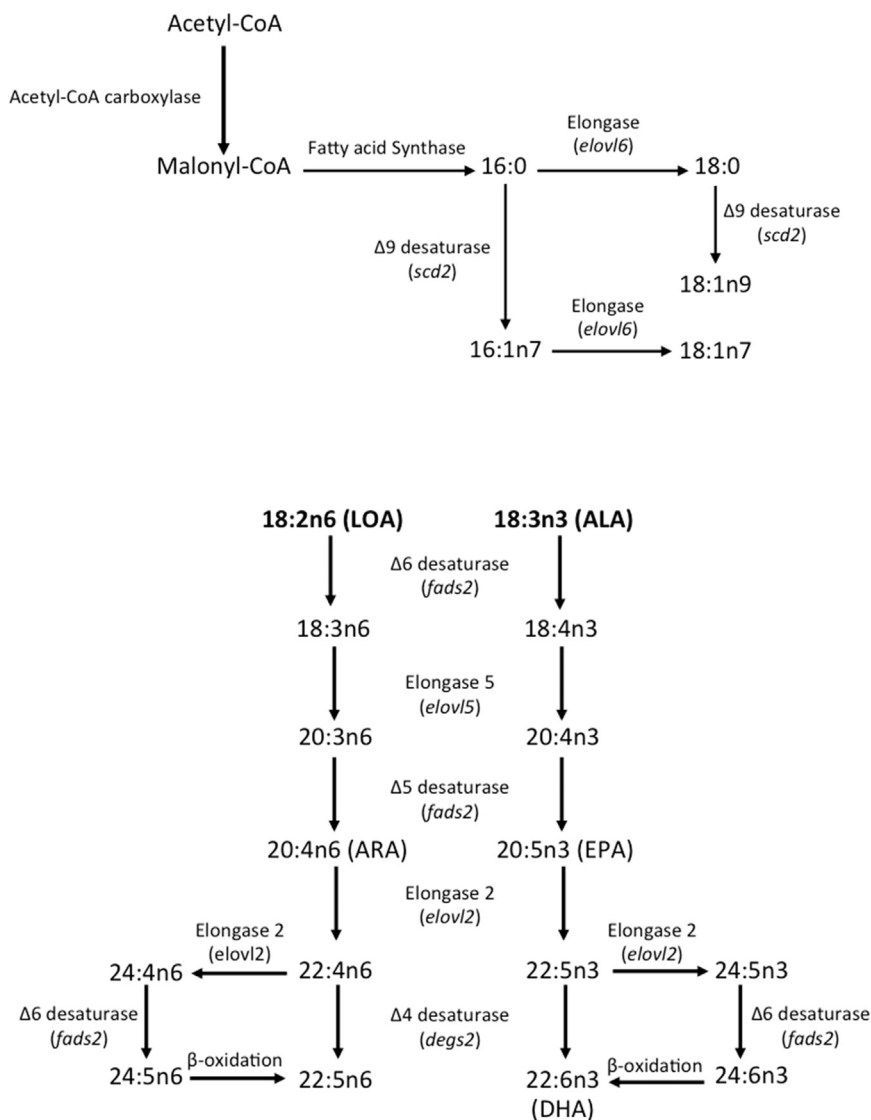 Acetyl-CoA
Acetyl-CoA carboxylase
Malonyl-CoA
Fatty acid Synthase
16:0
Elongase
(elovl6)
18:0
Δ9 desaturase
(scd2)
Δ9 desaturase
(scd2)
18:1n9
16:1n7
Elongase
(elovl6)
18:1n7
18:2n6 (LOA)
18:3n3 (ALA)
Δ6 desaturase
(fads2)
18:3n6
18:4n3
Elongase 5
(elovl5)
20:3n6
20:4n3
Δ5 desaturase
(fads2)
20:4n6 (ARA)
20:5n3 (EPA)
Elongase 2
(elovl2)
Elongase 2
(elovl2)
Elongase 2
(elovl2)
24:4n6
22:4n6
22:5n3
24:5n3
Δ6 desaturase
(fads2)
Δ4 desaturase
(degs2)
Δ6 desaturase
(fads2)
24:5n6
β-oxidation
22:5n6
22:6n3
(DHA)
β-oxidation
24:6n3